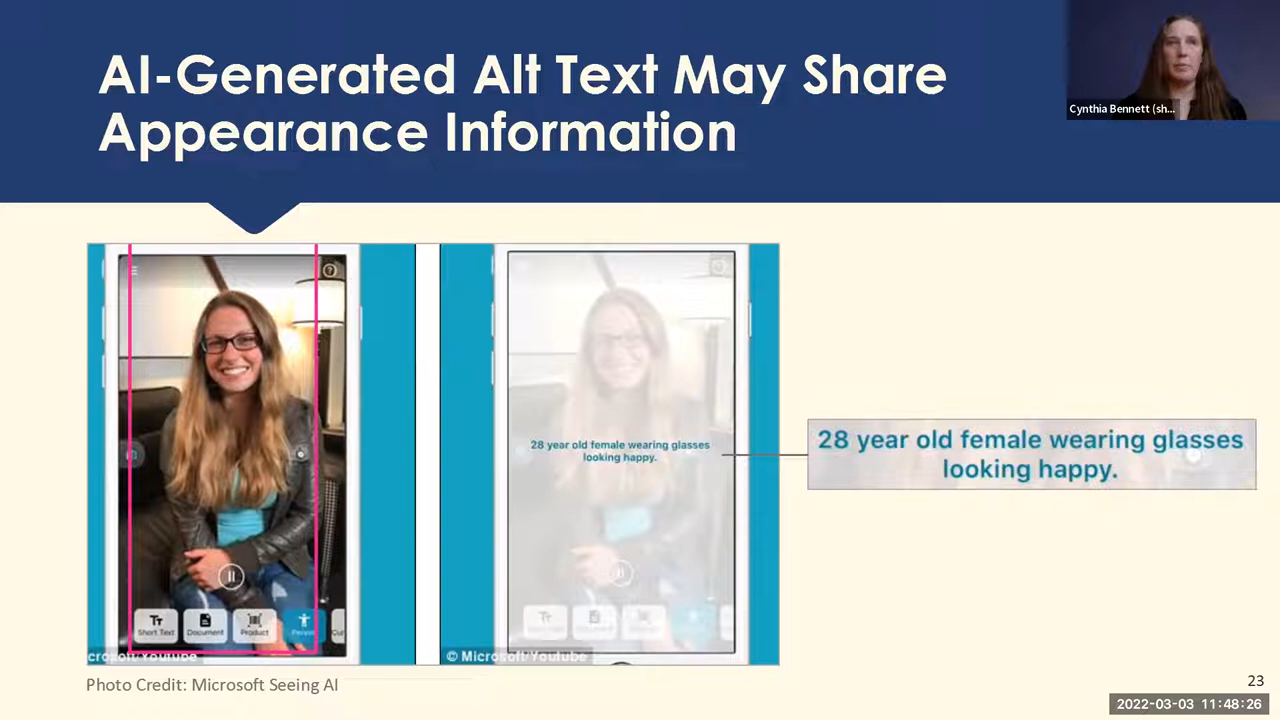 AI-Generated Alt Text May Share
Appearance Information
Cynthia Bennett (sh...
Short Text
Document
Product
28 year old female wearing glasses
looking happy.
28 year old female wearing glasses
looking happy.
crosoft/Youtube
© Microsoft/Youtube
Photo Credit: Microsoft Seeing AI
23
2022-03-03 11:48:26